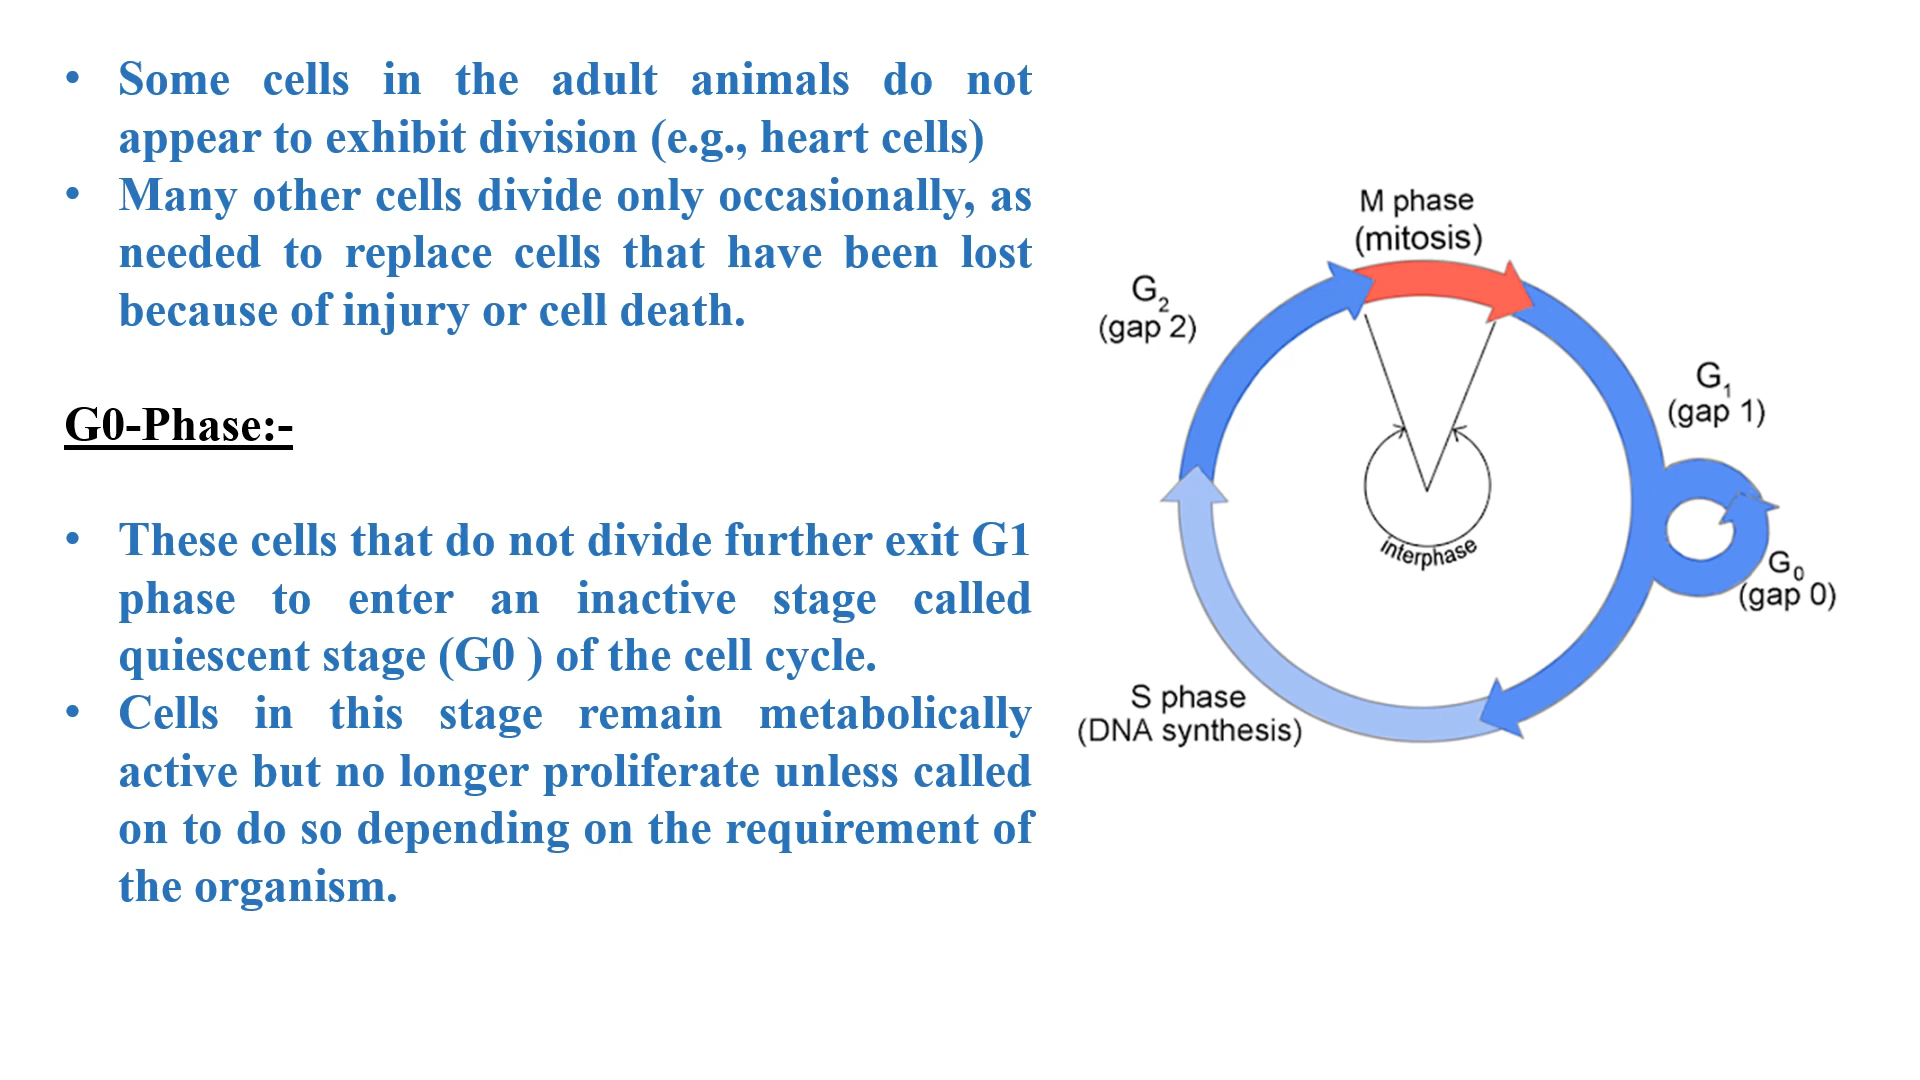 • Some cells in the adult animals do not
appear to exhibit division (e.g., heart cells)
• Many other cells divide only occasionally, as
needed to replace cells that have been lost
because of injury or cell death.
G0-Phase:-
• These cells that do not divide further exit G1
phase to enter an inactive stage called
quiescent stage (G0 ) of the cell cycle.
• Cells in this stage remain metabolically
active but no longer proliferate unless called
on to do so depending on the requirement of
the organism.
M phase
(mitosis)
G2
(gap 2)
G1
(gap 1)
interphase
G0
(gap 0)
S phase
(DNA synthesis)